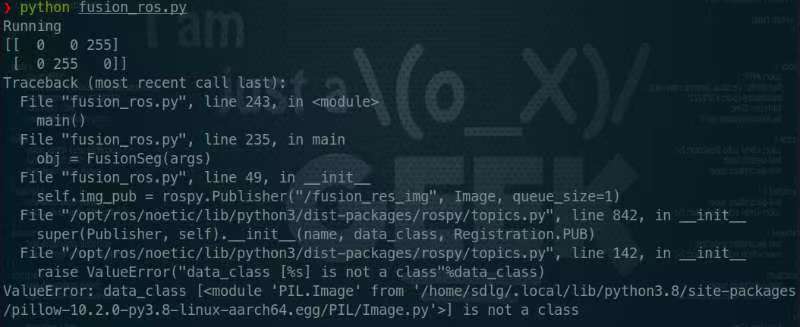 ❯ python fusion_ros.py
Running
[[  0   0 255]
 [  0 255   0]]
Traceback (most recent call last):
  File "fusion_ros.py", line 243, in <module>
    main()
  File "fusion_ros.py", line 235, in main
    obj = FusionSeg(args)
  File "fusion_ros.py", line 49, in __init__
    self.img_pub = rospy.Publisher("/fusion_res_img", Image, queue_size=1)
  File "/opt/ros/noetic/lib/python3/dist-packages/rospy/topics.py", line 842, in __init__
    super(Publisher, self).__init__(name, data_class, Registration.PUB)
  File "/opt/ros/noetic/lib/python3/dist-packages/rospy/topics.py", line 142, in __init__
    raise ValueError("data_class [%s] is not a class"%data_class)
ValueError: data_class [<module 'PIL.Image' from '/home/sdlg/.local/lib/python3.8/site-packages
/pillow-10.2.0-py3.8-linux-aarch64.egg/PIL/Image.py'>] is not a class
I am
just a \(o_X)/
GEEK